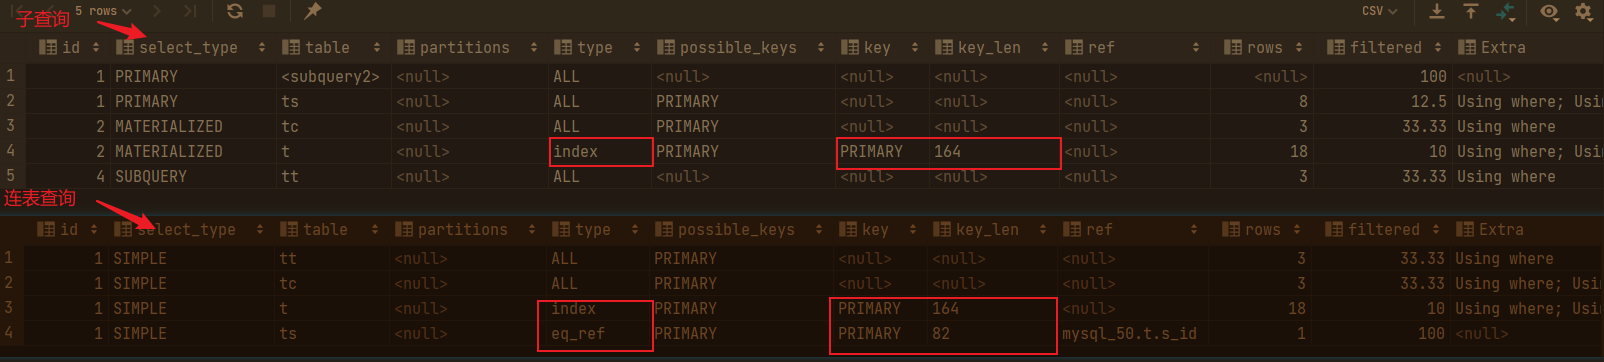 子查询
5 rows CSV
id select_type table partitions type possible_keys key key_len ref rows filtered Extra
1 1 PRIMARY <subquery2> <null> ALL <null> <null> <null> <null> <null> 100 <null>
2 1 PRIMARY ts <null> ALL PRIMARY <null> <null> <null> 8 12.5 Using where; Usi
3 2 MATERIALIZED tc <null> ALL PRIMARY <null> <null> <null> 3 33.33 Using where
4 2 MATERIALIZED t <null> index PRIMARY PRIMARY 164 <null> 18 10 Using where; Usi
5 4 SUBQUERY tt <null> ALL <null> <null> <null> <null> 3 33.33 Using where
连表查询
id select_type table partitions type possible_keys key key_len ref rows filtered Extra
1 1 SIMPLE tt <null> ALL PRIMARY <null> <null> <null> 3 33.33 Using where
2 1 SIMPLE tc <null> ALL PRIMARY <null> <null> <null> 3 33.33 Using where; Usi
3 1 SIMPLE t <null> index PRIMARY PRIMARY 164 <null> 18 10 Using where; Usi
4 1 SIMPLE ts <null> eq_ref PRIMARY PRIMARY 82 mysql_50.t.s_id 1 100 <null>